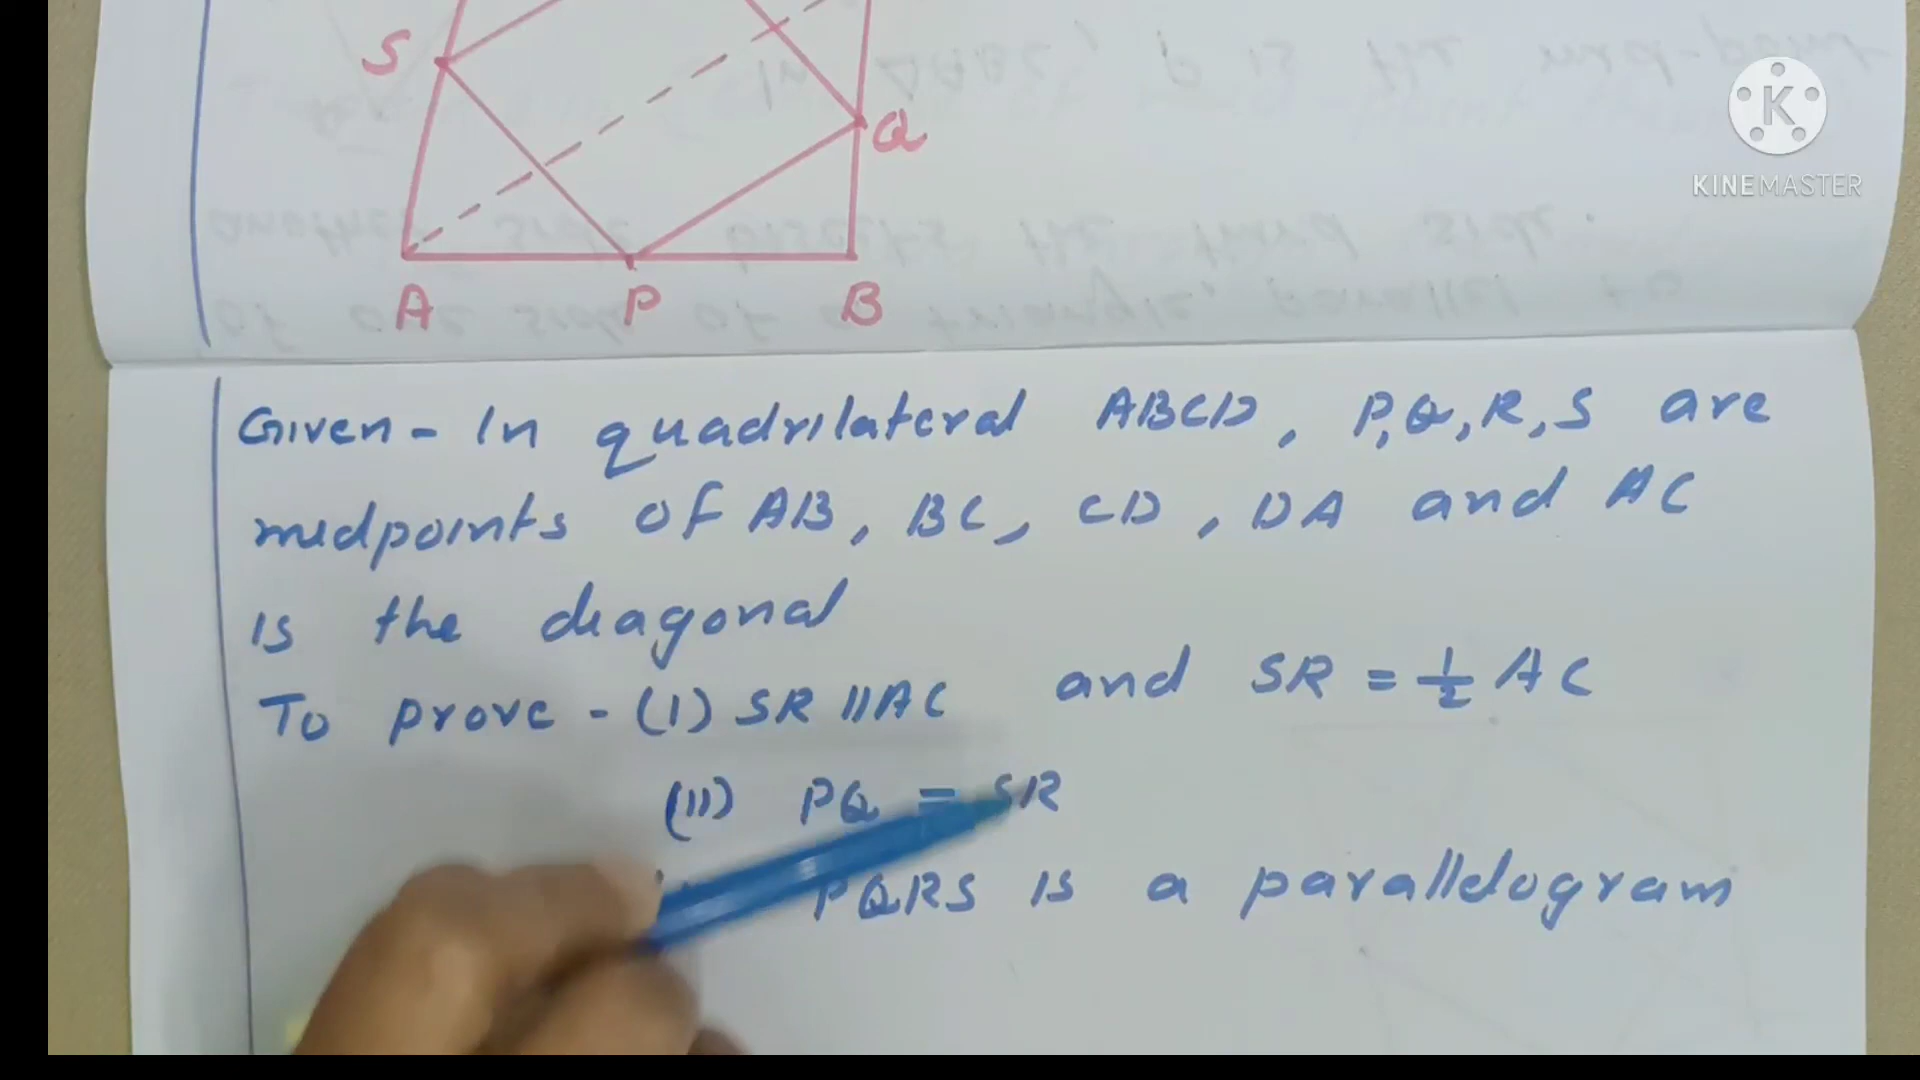 S
Q
A P B
KINEMASTER
Given - In quadrilateral ABCD, P,Q,R,S are
midpoints of AB, BC, CD, DA and AC
is the diagonal
To prove - (I) SR || AC and SR = 1/2 AC
(II) PQ = SR
PQRS is a parallelogram